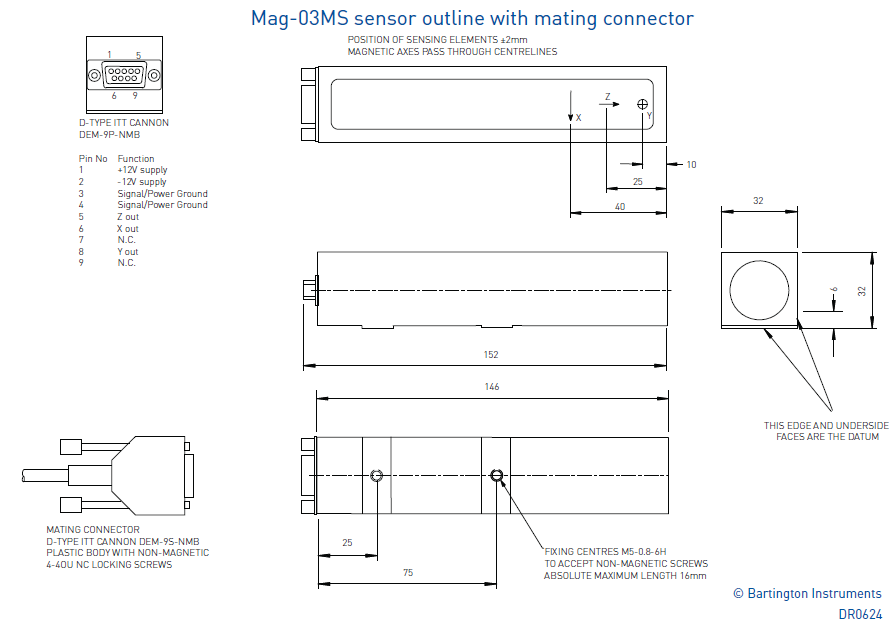 Mag-03MS sensor outline with mating connector
POSITION OF SENSING ELEMENTS ±2mm
MAGNETIC AXES PASS THROUGH CENTRELINES
1 5
6 9
D-TYPE ITT CANNON
DEM-9P-NMB
Pin No Function
1 +12V supply
2 -12V supply
3 Signal/Power Ground
4 Signal/Power Ground
5 Z out
6 X out
7 N.C.
8 Y out
9 N.C.
Z
X
Y
10
25
40
32
6
32
152
146
THIS EDGE AND UNDERSIDE
FACES ARE THE DATUM
MATING CONNECTOR
D-TYPE ITT CANNON DEM-9S-NMB
PLASTIC BODY WITH NON-MAGNETIC
4-40U NC LOCKING SCREWS
25
75
FIXING CENTRES M5-0.8-6H
TO ACCEPT NON-MAGNETIC SCREWS
ABSOLUTE MAXIMUM LENGTH 16mm
© Bartington Instruments
DR0624